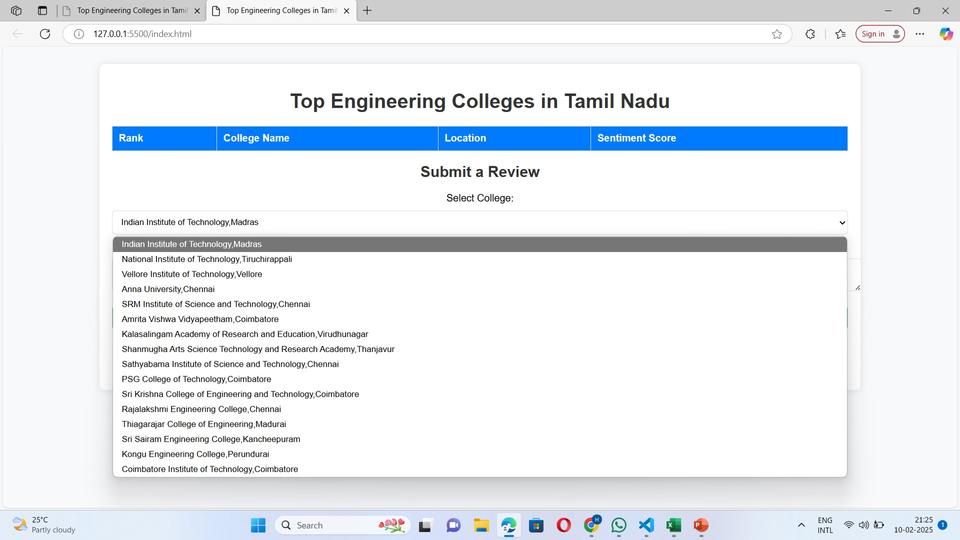 Top Engineering Colleges in Tamil
Top Engineering Colleges in Tamil
127.0.0.1:5500/index.html
Sign in
Top Engineering Colleges in Tamil Nadu
Rank College Name Location Sentiment Score
Submit a Review
Select College:
Indian Institute of Technology,Madras
Indian Institute of Technology,Madras
National Institute of Technology,Tiruchirappali
Vellore Institute of Technology,Vellore
Anna University,Chennai
SRM Institute of Science and Technology,Chennai
Amrita Vishwa Vidyapeetham,Coimbatore
Kalasalingam Academy of Research and Education,Virudhunagar
Shanmugha Arts Science Technology and Research Academy,Thanjavur
Sathyabama Institute of Science and Technology,Chennai
PSG College of Technology,Coimbatore
Sri Krishna College of Engineering and Technology,Coimbatore
Rajalakshmi Engineering College,Chennai
Thiagarajar College of Engineering,Madurai
Sri Sairam Engineering College,Kancheepuram
Kongu Engineering College,Perundurai
Coimbatore Institute of Technology,Coimbatore
25°C
Partly cloudy
Search
ENG
INTL
21:25
10-02-2025
1